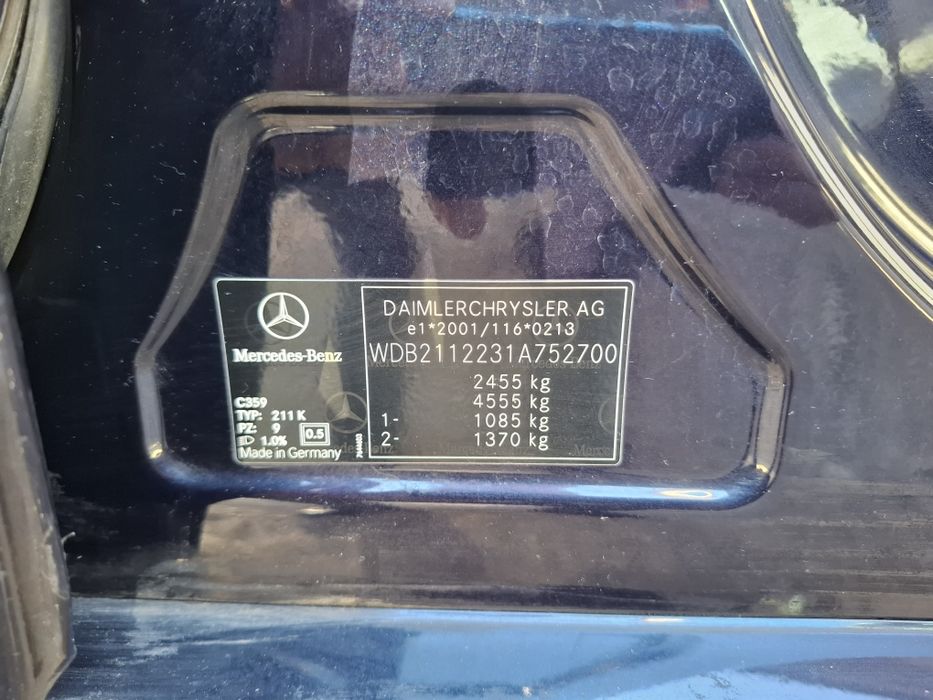 Mercedes-Benz
C359
TYP: 211 K
PZ: 9
1.0% 0.5
Made in Germany
DAIMLERCHRYSLER AG
e1*2001/116*0213
WDB2112231A752700
2455 kg
4555 kg
1- 1085 kg
2- 1370 kg